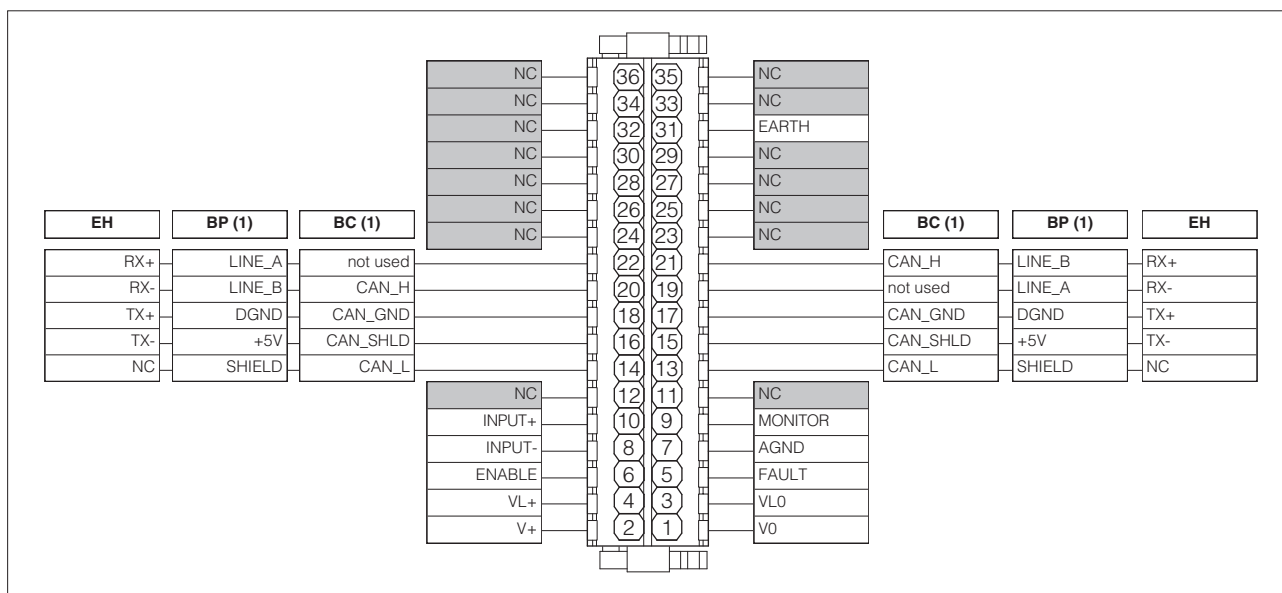 NC 36 35 NC
NC 34 33 NC
NC 32 31 EARTH
NC 30 29 NC
NC 28 27 NC
NC 26 25 NC
EH BP (1) BC (1) NC 24 23 NC BC (1) BP (1) EH
RX+ LINE_A not used 22 21 CAN_H LINE_B RX+
RX- LINE_B CAN_H 20 19 not used LINE_A RX-
TX+ DGND CAN_GND 18 17 CAN_GND DGND TX+
TX- +5V CAN_SHLD 16 15 CAN_SHLD +5V TX-
NC SHIELD CAN_L 14 13 CAN_L SHIELD NC
NC 12 11 NC
INPUT+ 10 9 MONITOR
INPUT- 8 7 AGND
ENABLE 6 5 FAULT
VL+ 4 3 VL0
V+ 2 1 V0